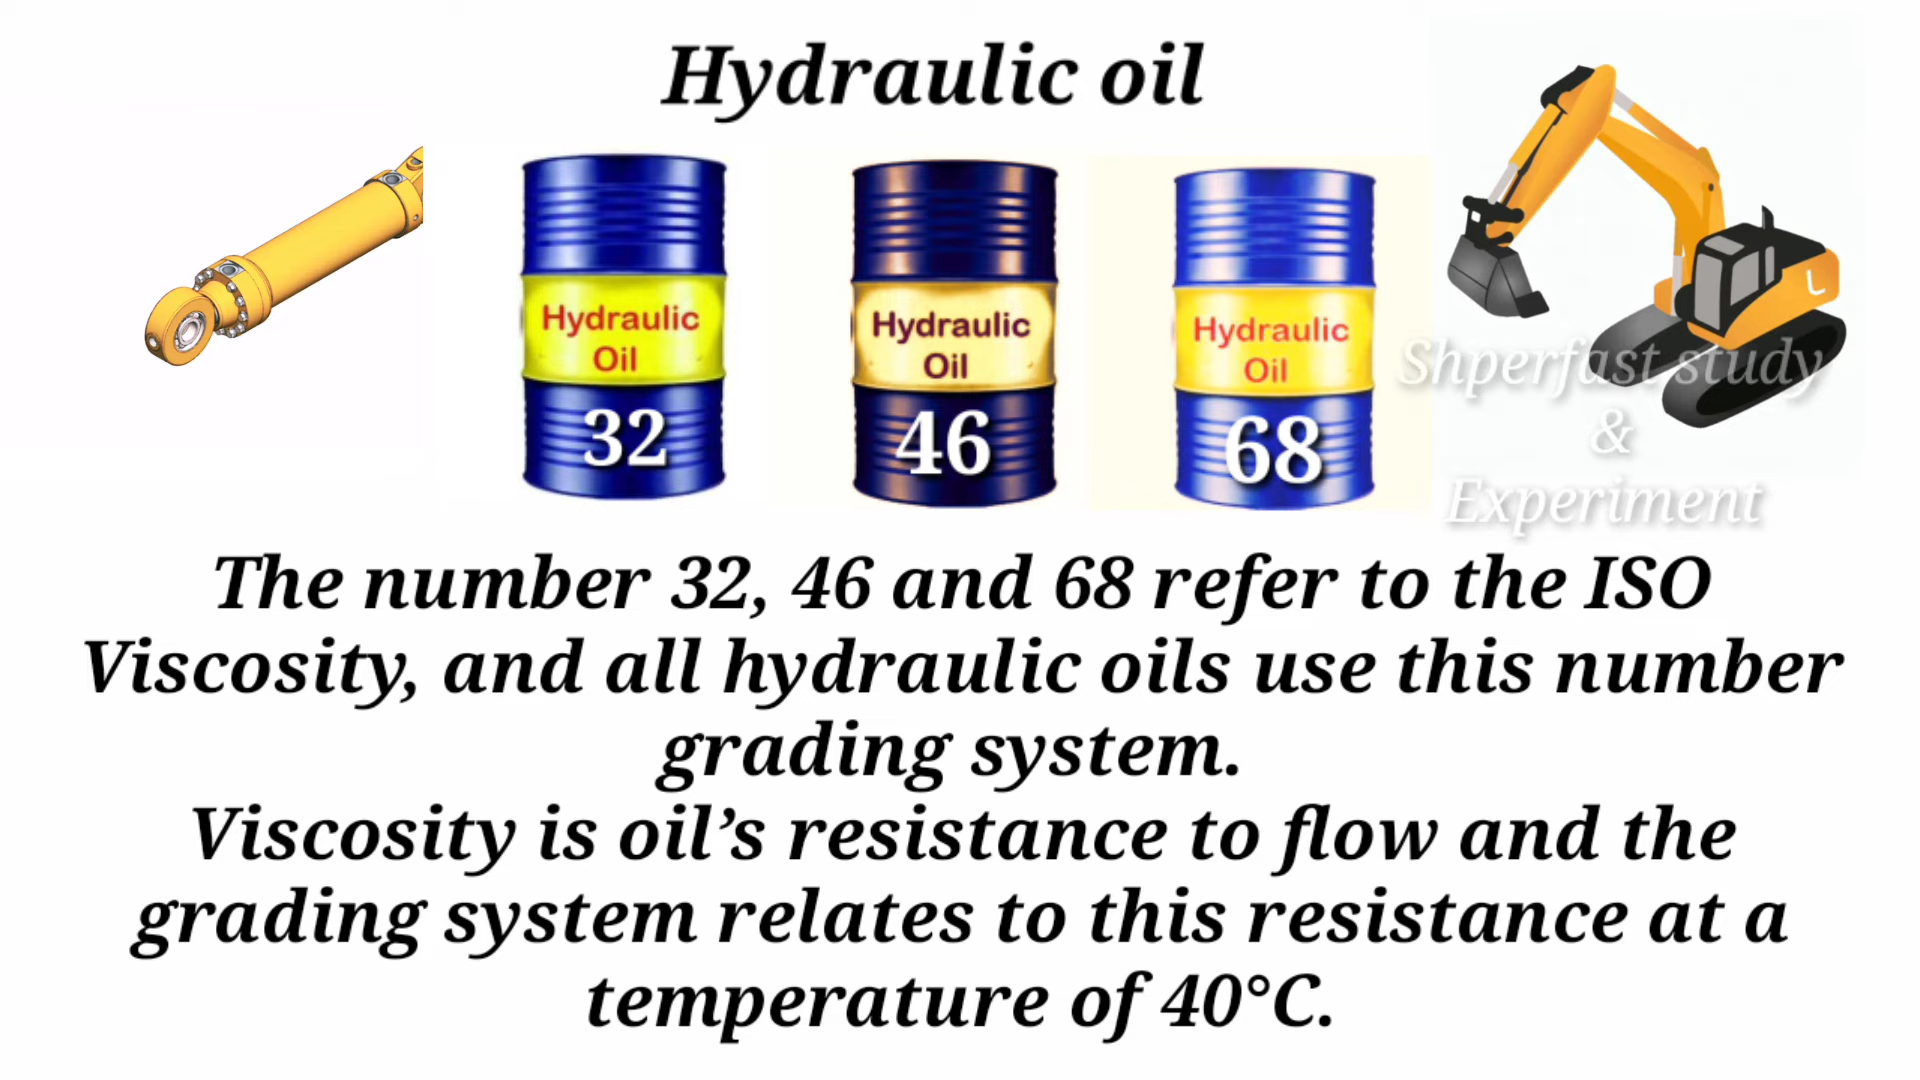 Hydraulic oil
Hydraulic
Oil
32
Hydraulic
Oil
46
Hydraulic
Oil
68
L
Shperfast study
&
Experiment
The number 32, 46 and 68 refer to the ISO
Viscosity, and all hydraulic oils use this number
grading system.
Viscosity is oil’s resistance to flow and the
grading system relates to this resistance at a
temperature of 40°C.